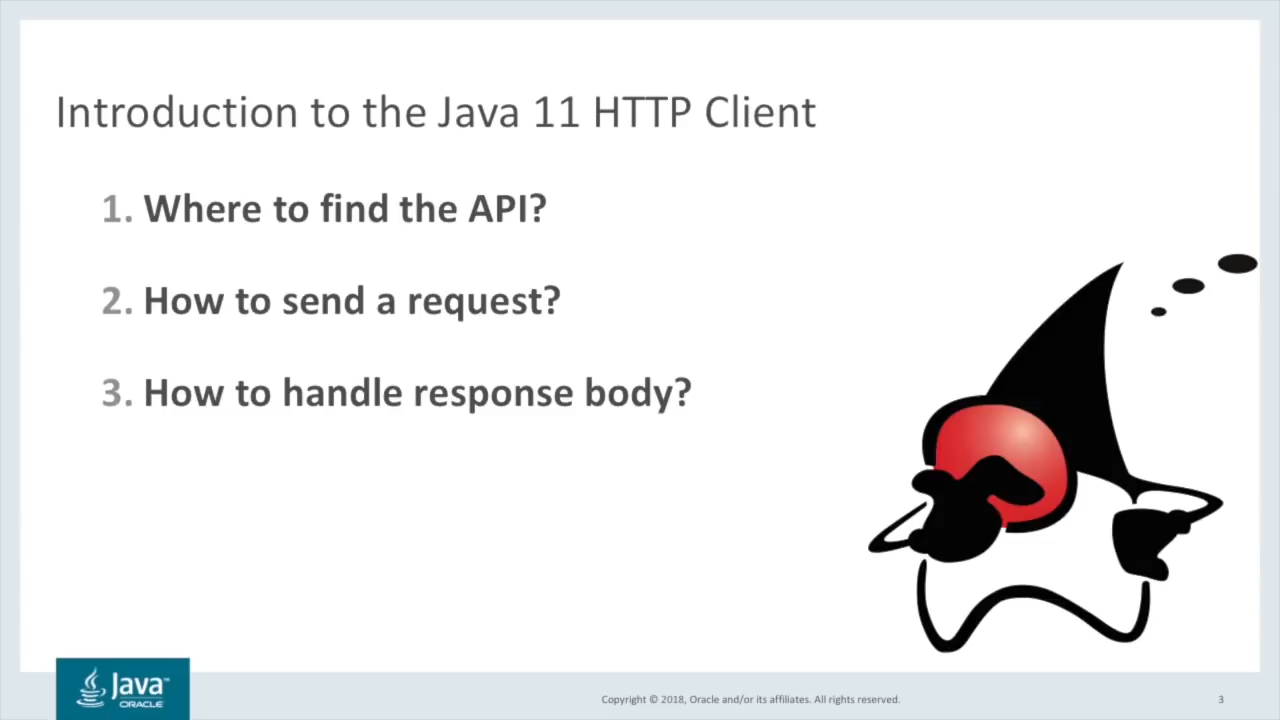 Introduction to the Java 11 HTTP Client
1. Where to find the API?
2. How to send a request?
3. How to handle response body?
Java™
ORACLE
Copyright © 2018, Oracle and/or its affiliates. All rights reserved.
3